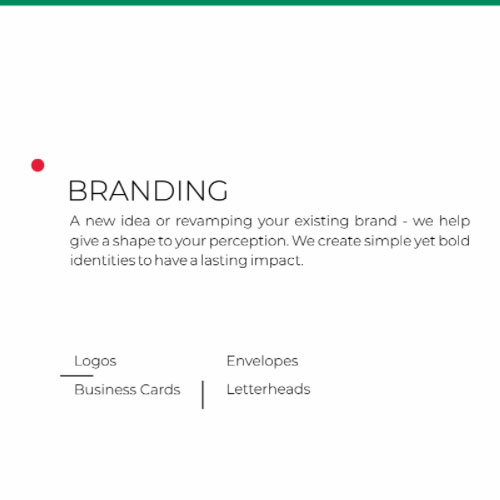 BRANDING
A new idea or revamping your existing brand - we help
give a shape to your perception. We create simple yet bold
identities to have a lasting impact.
Logos
Envelopes
Business Cards
Letterheads